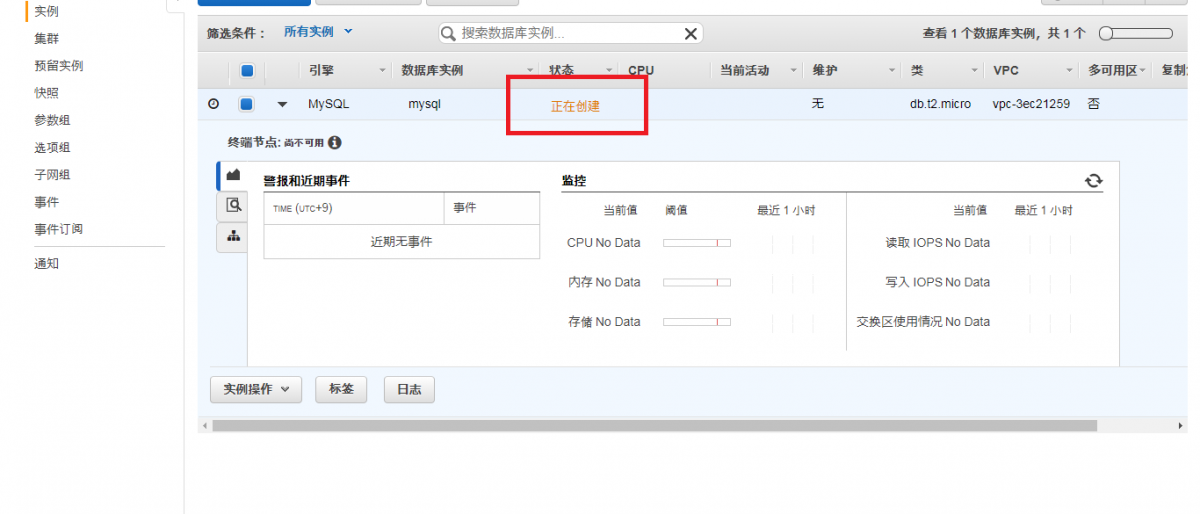 实例
集群
预留实例
快照
参数组
选项组
子网组
事件
事件订阅
通知
筛选条件： 所有实例 搜索数据库实例... 查看 1 个数据库实例，共 1 个
引擎 数据库实例 状态 CPU 当前活动 维护 类 VPC 多可用区
MySQL mysql 正在创建 无 db.t2.micro vpc-3ec21259 否
终端节点: 尚不可用
警报和近期事件
TIME (UTC+9) 事件
近期无事件
监控
当前值 阈值 最近 1 小时
CPU No Data
内存 No Data
存储 No Data
当前值 最近 1 小时
读取 IOPS No Data
写入 IOPS No Data
交换区使用情况 No Data
实例操作 标签 日志